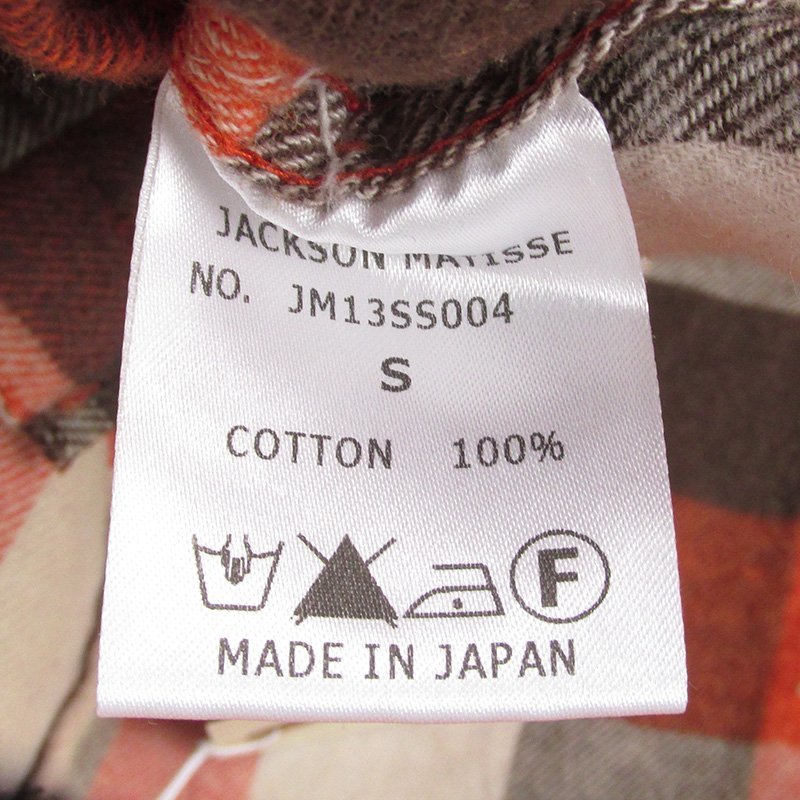 JACKSON MATISSE
NO. JM13SS004
S
COTTON 100%
F
MADE IN JAPAN